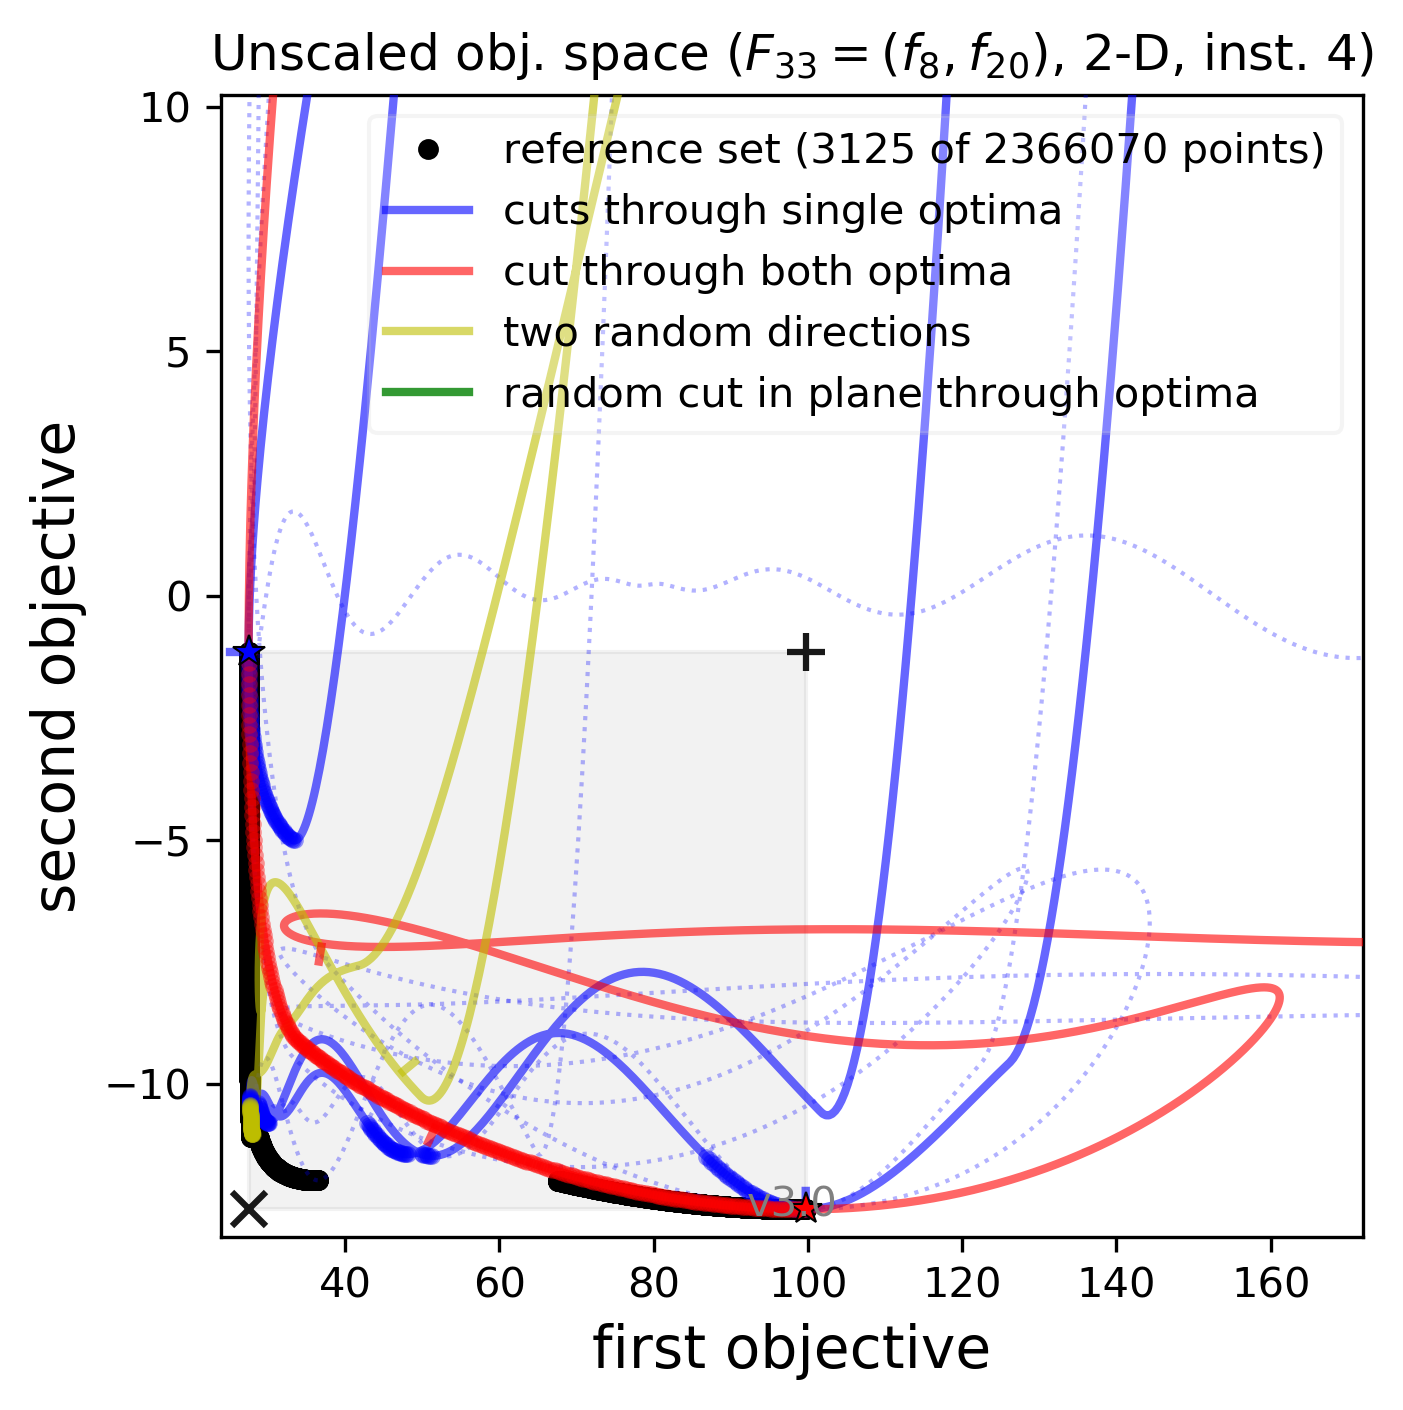 Unscaled obj. space (F33 = (f8, f20), 2-D, inst. 4)
10
5
0
−5
−10
second objective
reference set (3125 of 2366070 points)
cuts through single optima
cut through both optima
two random directions
random cut in plane through optima
v3.0
40 60 80 100 120 140 160
first objective